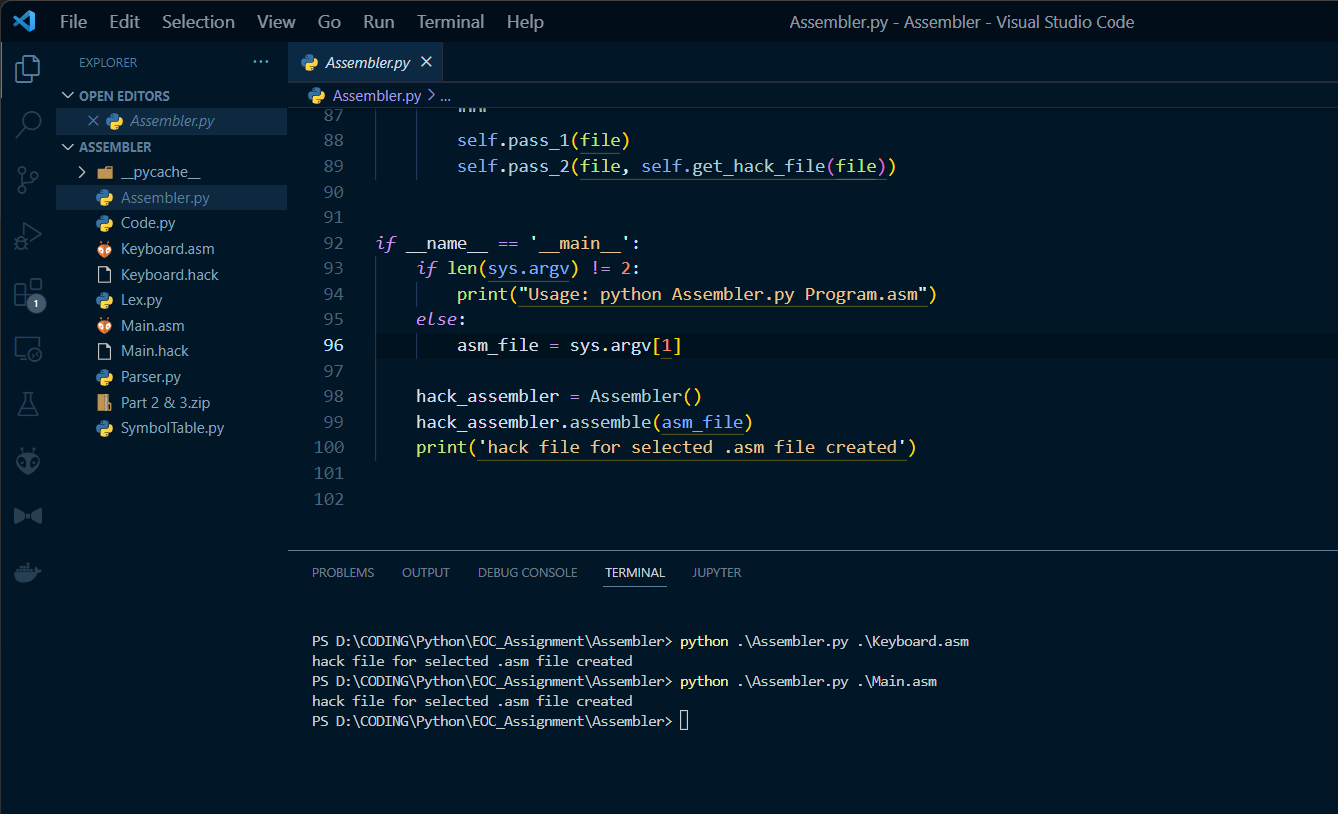 File Edit Selection View Go Run Terminal Help Assembler.py - Assembler - Visual Studio Code
EXPLORER ···
OPEN EDITORS
Assembler.py
ASSEMBLER
__pycache__
Assembler.py
Code.py
Keyboard.asm
Keyboard.hack
Lex.py
Main.asm
Main.hack
Parser.py
Part 2 & 3.zip
SymbolTable.py
1
Assembler.py
Assembler.py > ...
87 """
88 self.pass_1(file)
89 self.pass_2(file, self.get_hack_file(file))
90
91
92 if __name__ == '__main__':
93 if len(sys.argv) != 2:
94 print("Usage: python Assembler.py Program.asm")
95 else:
96 asm_file = sys.argv[1]
97
98 hack_assembler = Assembler()
99 hack_assembler.assemble(asm_file)
100 print('hack file for selected .asm file created')
101
102
PROBLEMS OUTPUT DEBUG CONSOLE TERMINAL JUPYTER
PS D:\CODING\Python\EOC_Assignment\Assembler> python .\Assembler.py .\Keyboard.asm
hack file for selected .asm file created
PS D:\CODING\Python\EOC_Assignment\Assembler> python .\Assembler.py .\Main.asm
hack file for selected .asm file created
PS D:\CODING\Python\EOC_Assignment\Assembler>